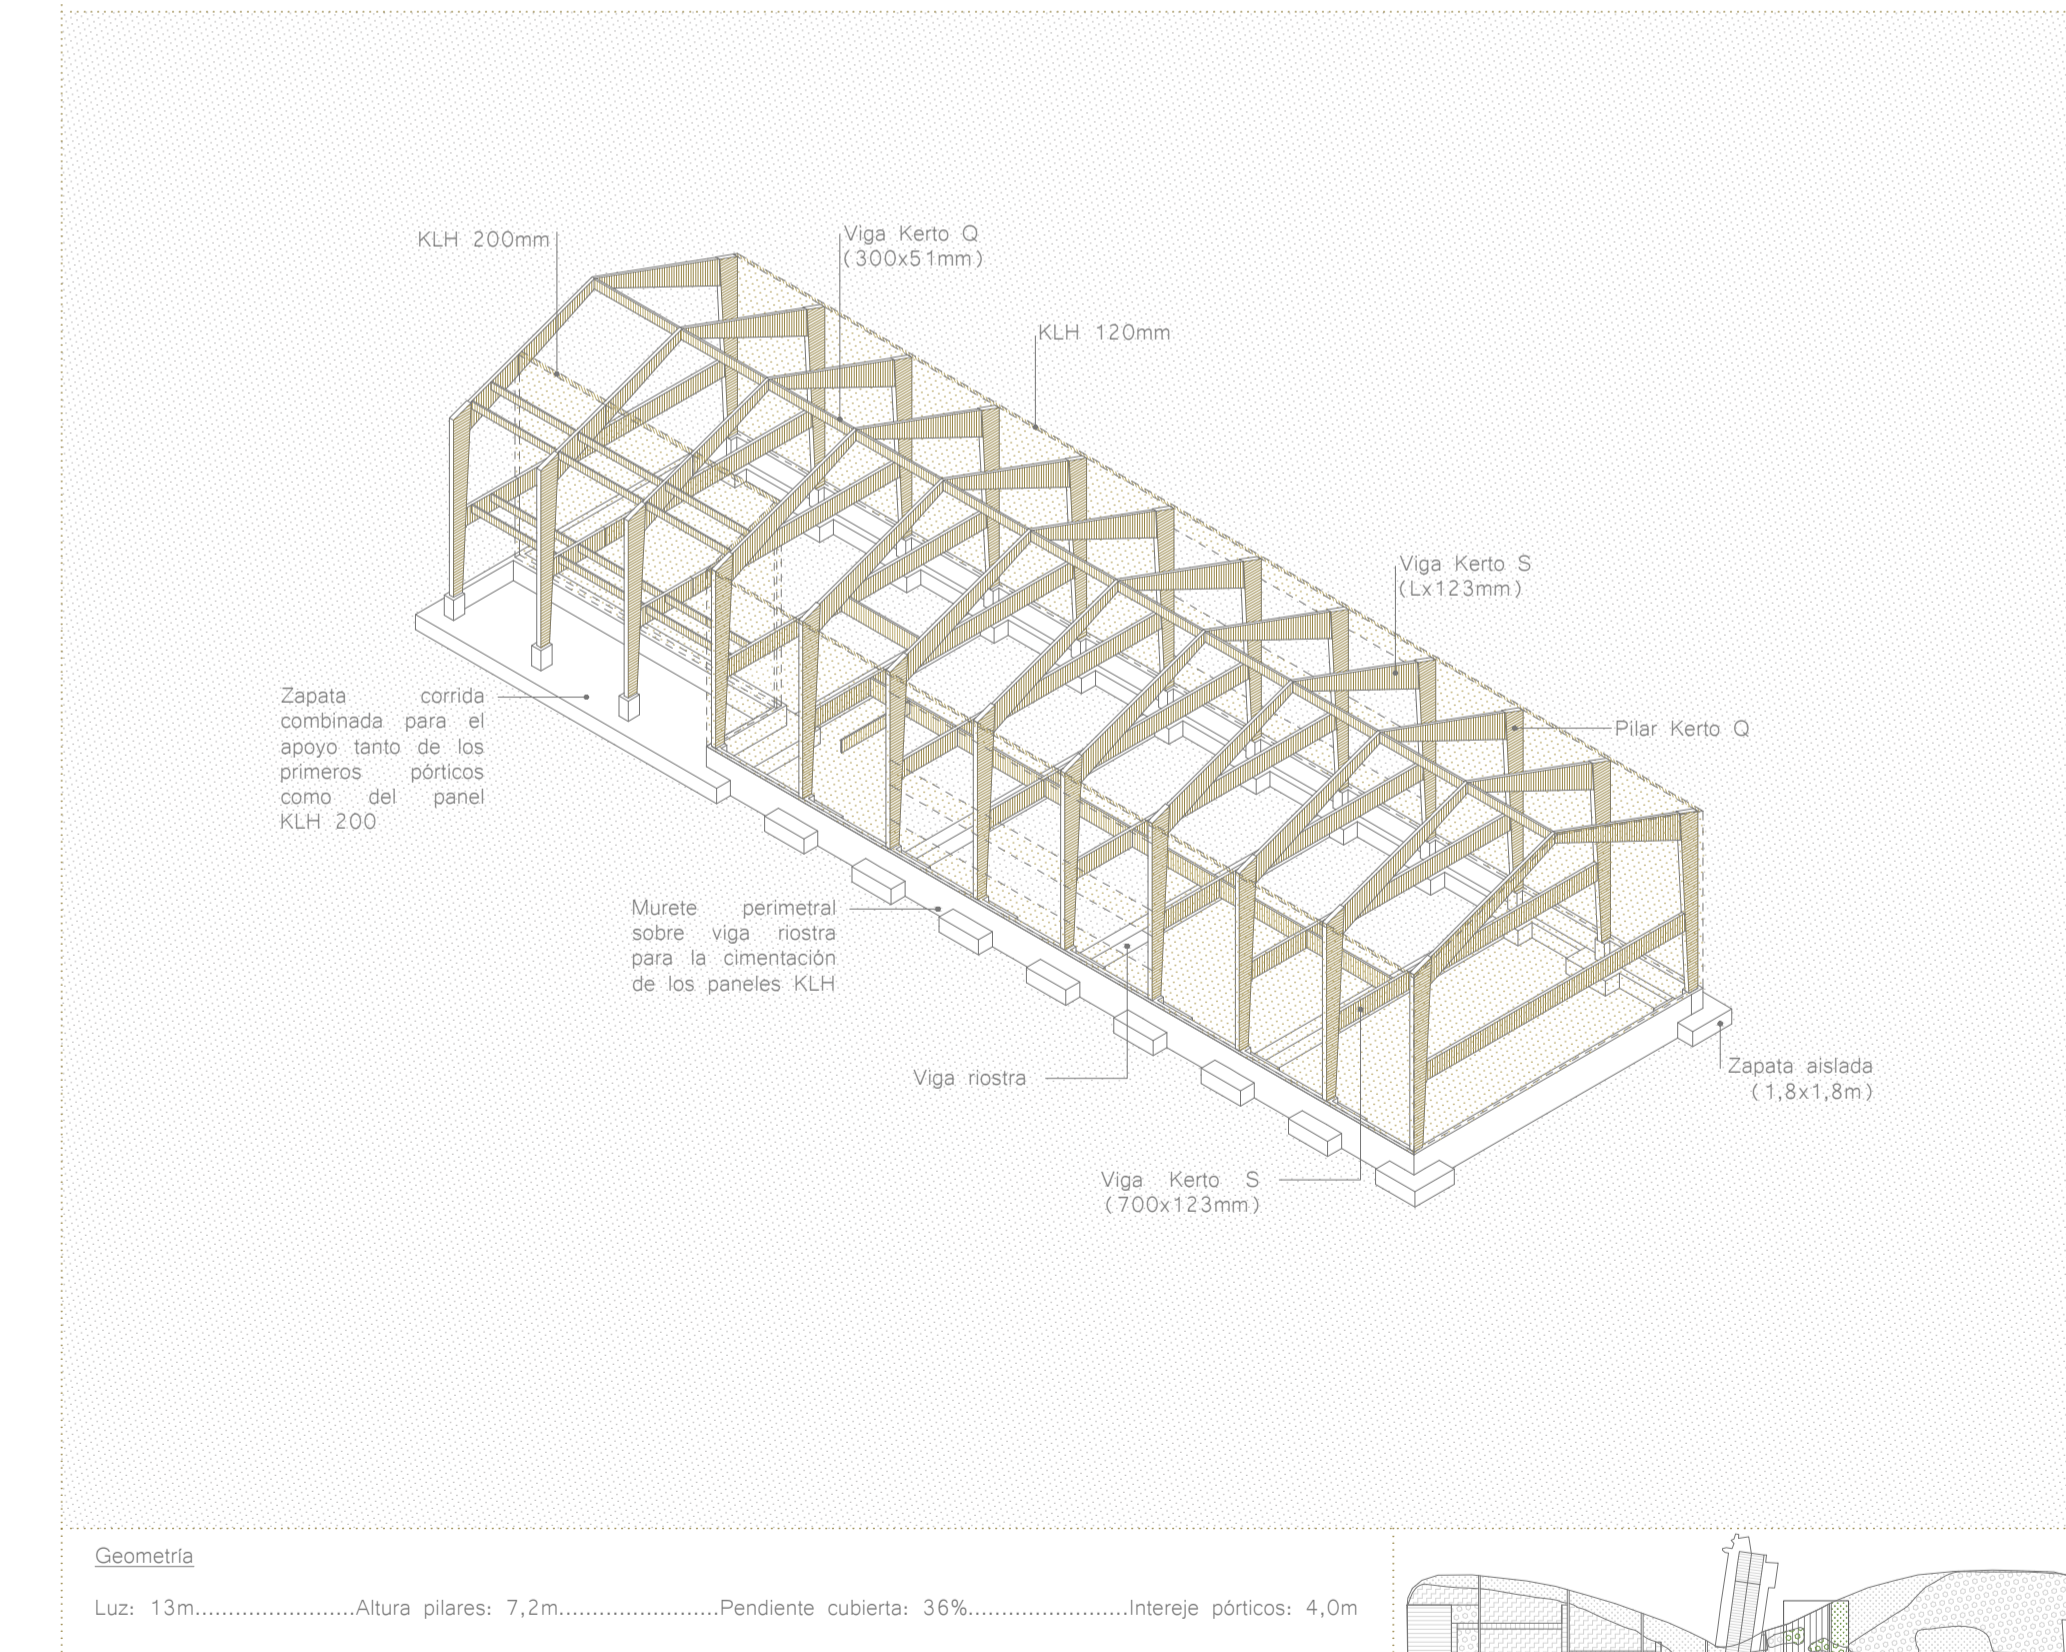 KLH 200mm
Viga Kerto Q
(300x51mm)
KLH 120mm
Viga Kerto S
(Lx123mm)
Pilar Kerto Q
Zapata corrida
combinada para el
apoyo tanto de los
primeros pórticos
como del panel
KLH 200
Murete perimetral
sobre viga riostra
para la cimentación
de los paneles KLH
Viga riostra
Zapata aislada
(1,8x1,8m)
Viga Kerto S
(700x123mm)
Geometría
Luz: 13m........................Altura pilares: 7,2m........................Pendiente cubierta: 36%........................Intereje pórticos: 4,0m